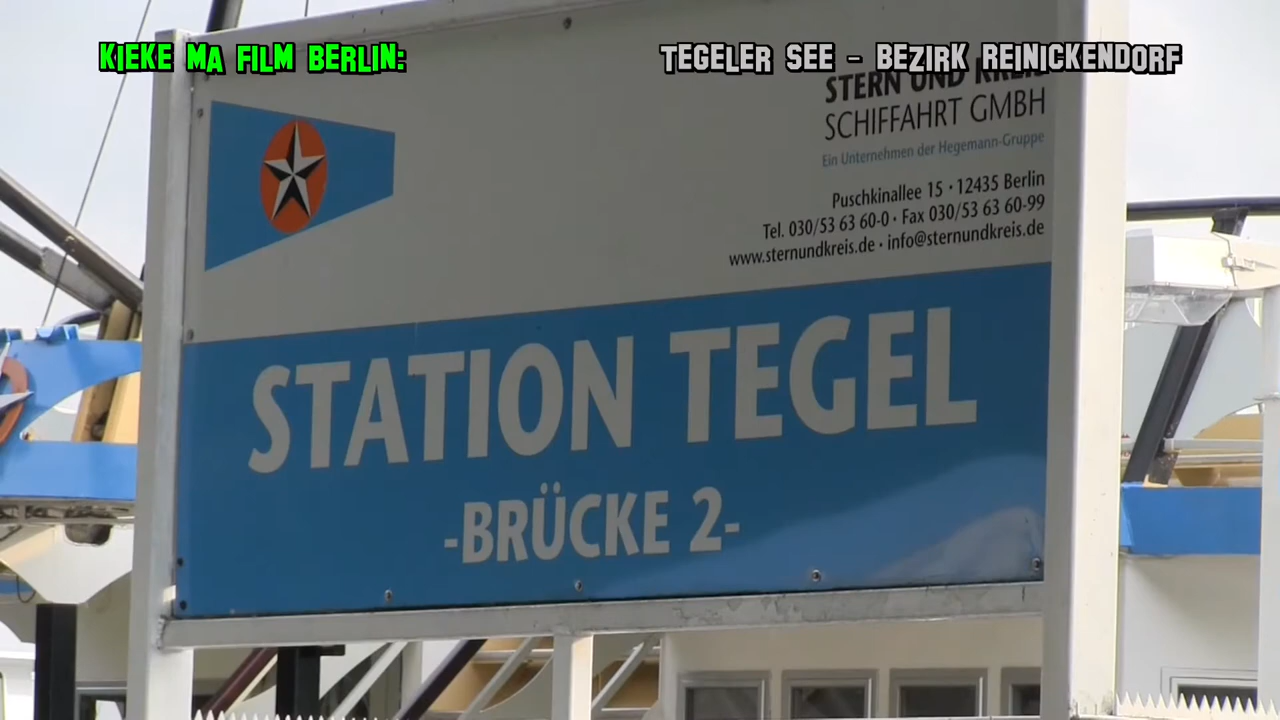 KIEKE MA FILM BERLIN:
TEGELER SEE - BEZIRK REINICKENDORF
STERN UND KREIS
SCHIFFAHRT GMBH
Ein Unternehmen der Hegemann-Gruppe
Puschkinallee 15 · 12435 Berlin
Tel. 030/53 63 60-0 · Fax 030/53 63 60-99
www.sternundkreis.de · info@sternundkreis.de
STATION TEGEL
-BRÜCKE 2-